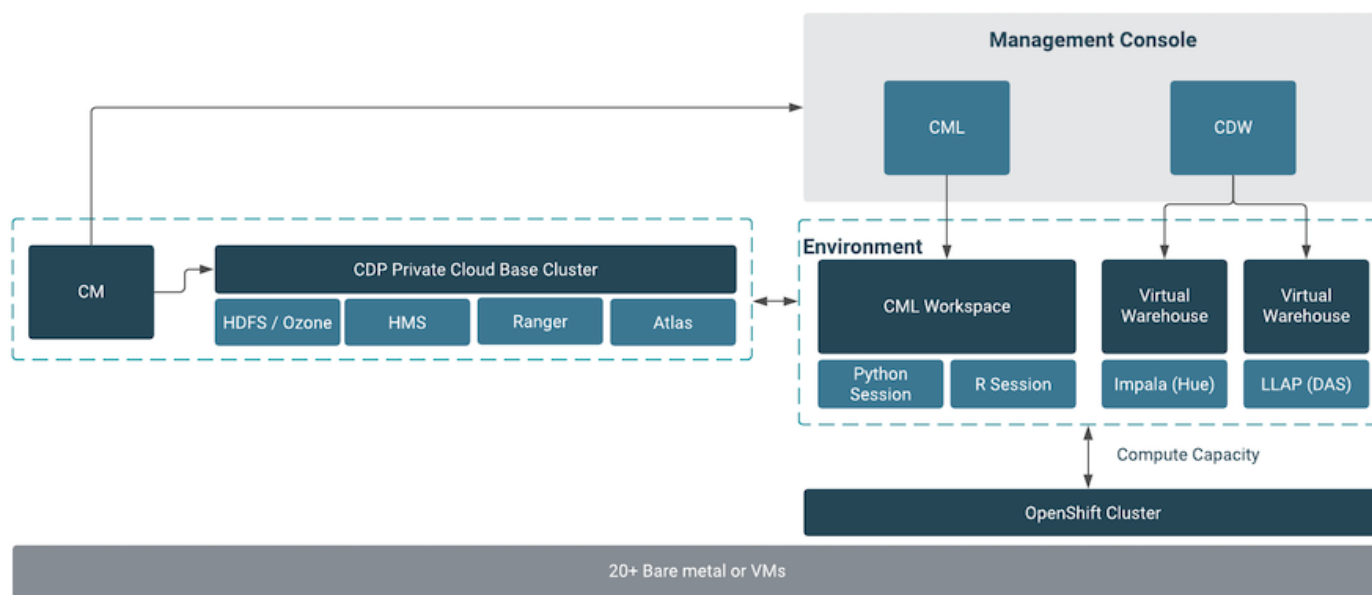 Management Console
CML
CDW
CM
CDP Private Cloud Base Cluster
HDFS / Ozone
HMS
Ranger
Atlas
Environment
CML Workspace
Virtual
Warehouse
Virtual
Warehouse
Python
Session
R Session
Impala (Hue)
LLAP (DAS)
Compute Capacity
OpenShift Cluster
20+ Bare metal or VMs